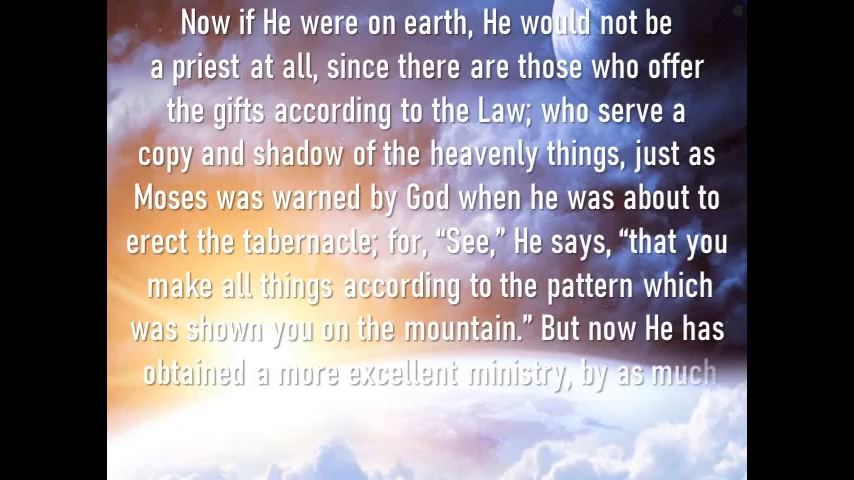 Now if He were on earth, He would not be
a priest at all, since there are those who offer
the gifts according to the Law; who serve a
copy and shadow of the heavenly things, just as
Moses was warned by God when he was about to
erect the tabernacle; for, “See,” He says, “that you
make all things according to the pattern which
was shown you on the mountain.” But now He has
obtained a more excellent ministry, by as much